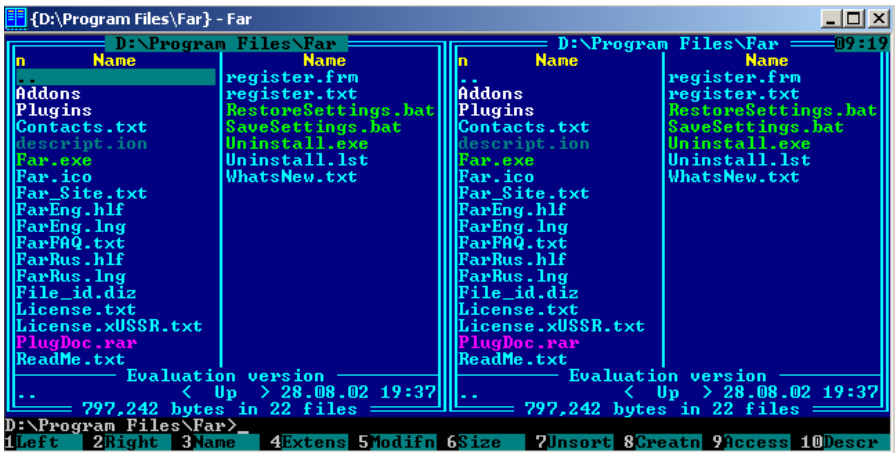 {D:\Program Files\Far} - Far
D:\Program Files\Far
n Name Name
..
register.frm
Addons register.txt
Plugins RestoreSettings.bat
Contacts.txt SaveSettings.bat
descript.ion Uninstall.exe
Far.exe Uninstall.lst
Far.ico WhatsNew.txt
Far_Site.txt
FarEng.hlf
FarEng.lng
FarFAQ.txt
FarRus.hlf
FarRus.lng
File_id.diz
License.txt
License.xUSSR.txt
PlugDoc.rar
ReadMe.txt
Evaluation version
.. < Up > 28.08.02 19:37
797,242 bytes in 22 files
D:\Program Files\Far 09:19
n Name Name
..
register.frm
Addons register.txt
Plugins RestoreSettings.bat
Contacts.txt SaveSettings.bat
descript.ion Uninstall.exe
Far.exe Uninstall.lst
Far.ico WhatsNew.txt
Far_Site.txt
FarEng.hlf
FarEng.lng
FarFAQ.txt
FarRus.hlf
FarRus.lng
File_id.diz
License.txt
License.xUSSR.txt
PlugDoc.rar
ReadMe.txt
Evaluation version
.. < Up > 28.08.02 19:37
797,242 bytes in 22 files
D:\Program Files\Far>_
1Left 2Right 3Name 4Extens 5Modifn 6Size 7Unsort 8Creatn 9Access 10Descr